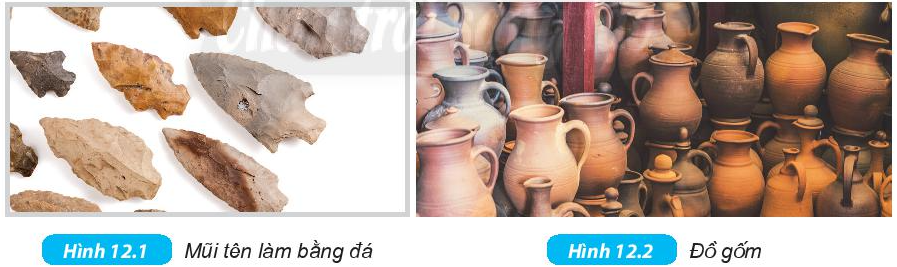 Hình 12.1 Mũi tên làm bằng đá
Hình 12.2 Đồ gốm